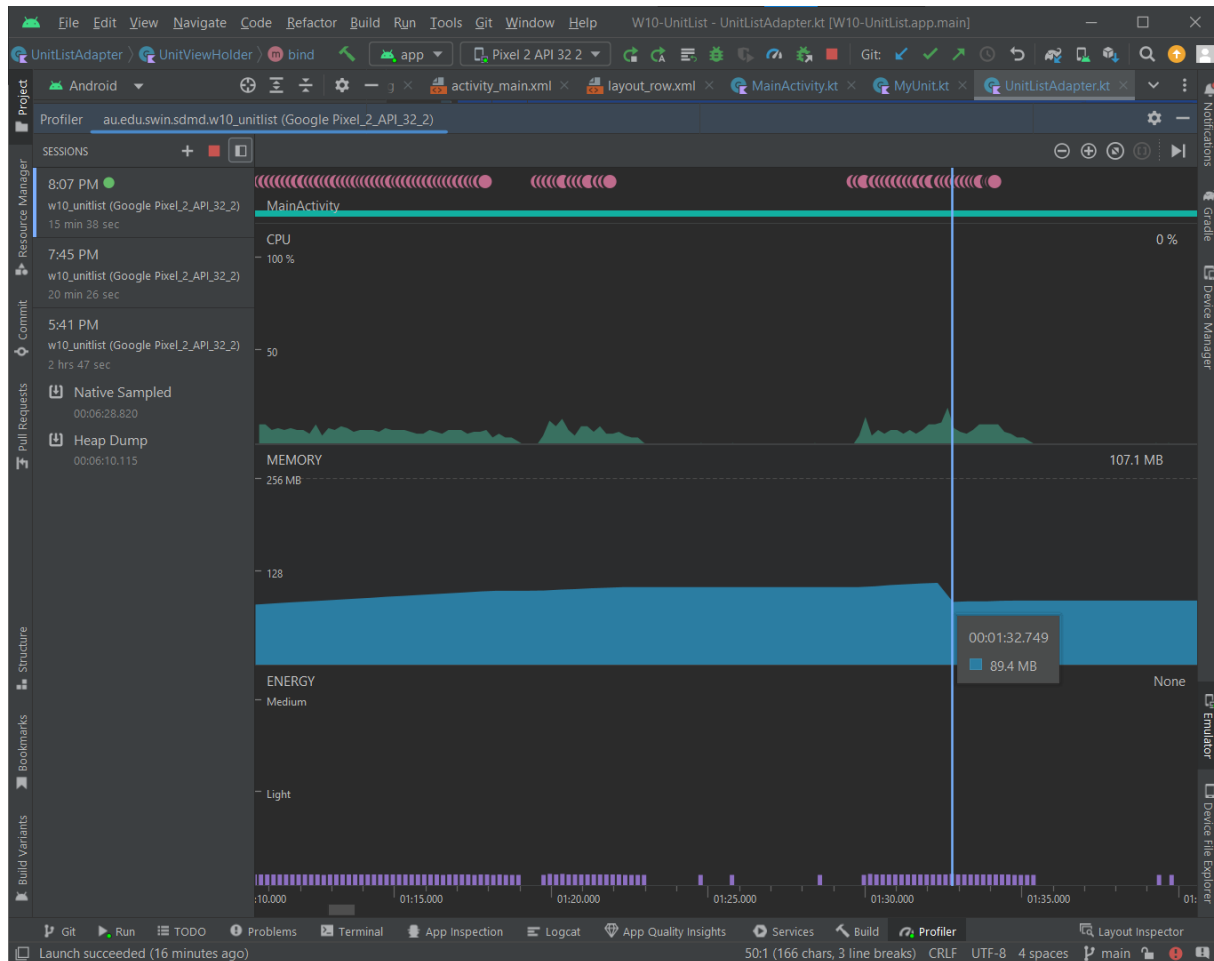 File Edit View Navigate Code Refactor Build Run Tools Git Window Help W10-UnitList - UnitListAdapter.kt [W10-UnitList.app.main]
UnitListAdapter UnitViewHolder bind app Pixel 2 API 32 2 Git:
Android activity_main.xml layout_row.xml MainActivity.kt MyUnit.kt UnitListAdapter.kt
Profiler au.edu.swin.sdmd.w10_unitlist (Google Pixel_2_API_32_2)
SESSIONS
8:07 PM
w10_unitlist (Google Pixel_2_API_32_2)
15 min 38 sec
7:45 PM
w10_unitlist (Google Pixel_2_API_32_2)
20 min 26 sec
5:41 PM
w10_unitlist (Google Pixel_2_API_32_2)
2 hrs 47 sec
Native Sampled
00:06:28.820
Heap Dump
00:06:10.115
MainActivity
CPU 0 %
100 %
50
MEMORY 107.1 MB
256 MB
128
00:01:32.749
89.4 MB
ENERGY None
Medium
Light
:10.000 01:15.000 01:20.000 01:25.000 01:30.000 01:35.000 01:
Project
Resource Manager
Commit
Pull Requests
Structure
Bookmarks
Build Variants
Notifications
Gradle
Device Manager
Emulator
Device File Explorer
Git Run TODO Problems Terminal App Inspection Logcat App Quality Insights Services Build Profiler Layout Inspector
Launch succeeded (16 minutes ago) 50:1 (166 chars, 3 line breaks) CRLF UTF-8 4 spaces main